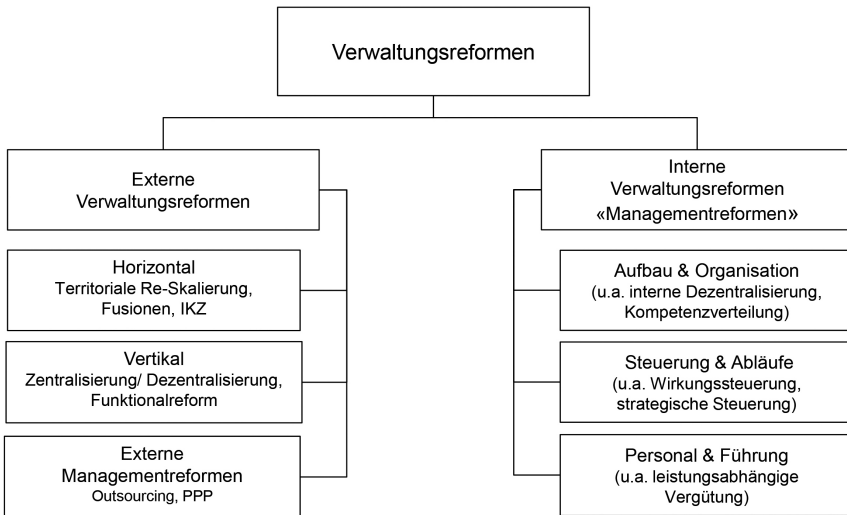 Verwaltungsreformen
Externe
Verwaltungsreformen
Horizontal
Territoriale Re-Skalierung,
Fusionen, IKZ
Vertikal
Zentralisierung/ Dezentralisierung,
Funktionalreform
Externe
Managementreformen
Outsourcing, PPP
Interne
Verwaltungsreformen
«Managementreformen»
Aufbau & Organisation
(u.a. interne Dezentralisierung,
Kompetenzverteilung)
Steuerung & Abläufe
(u.a. Wirkungssteuerung,
strategische Steuerung)
Personal & Führung
(u.a. leistungsabhängige
Vergütung)